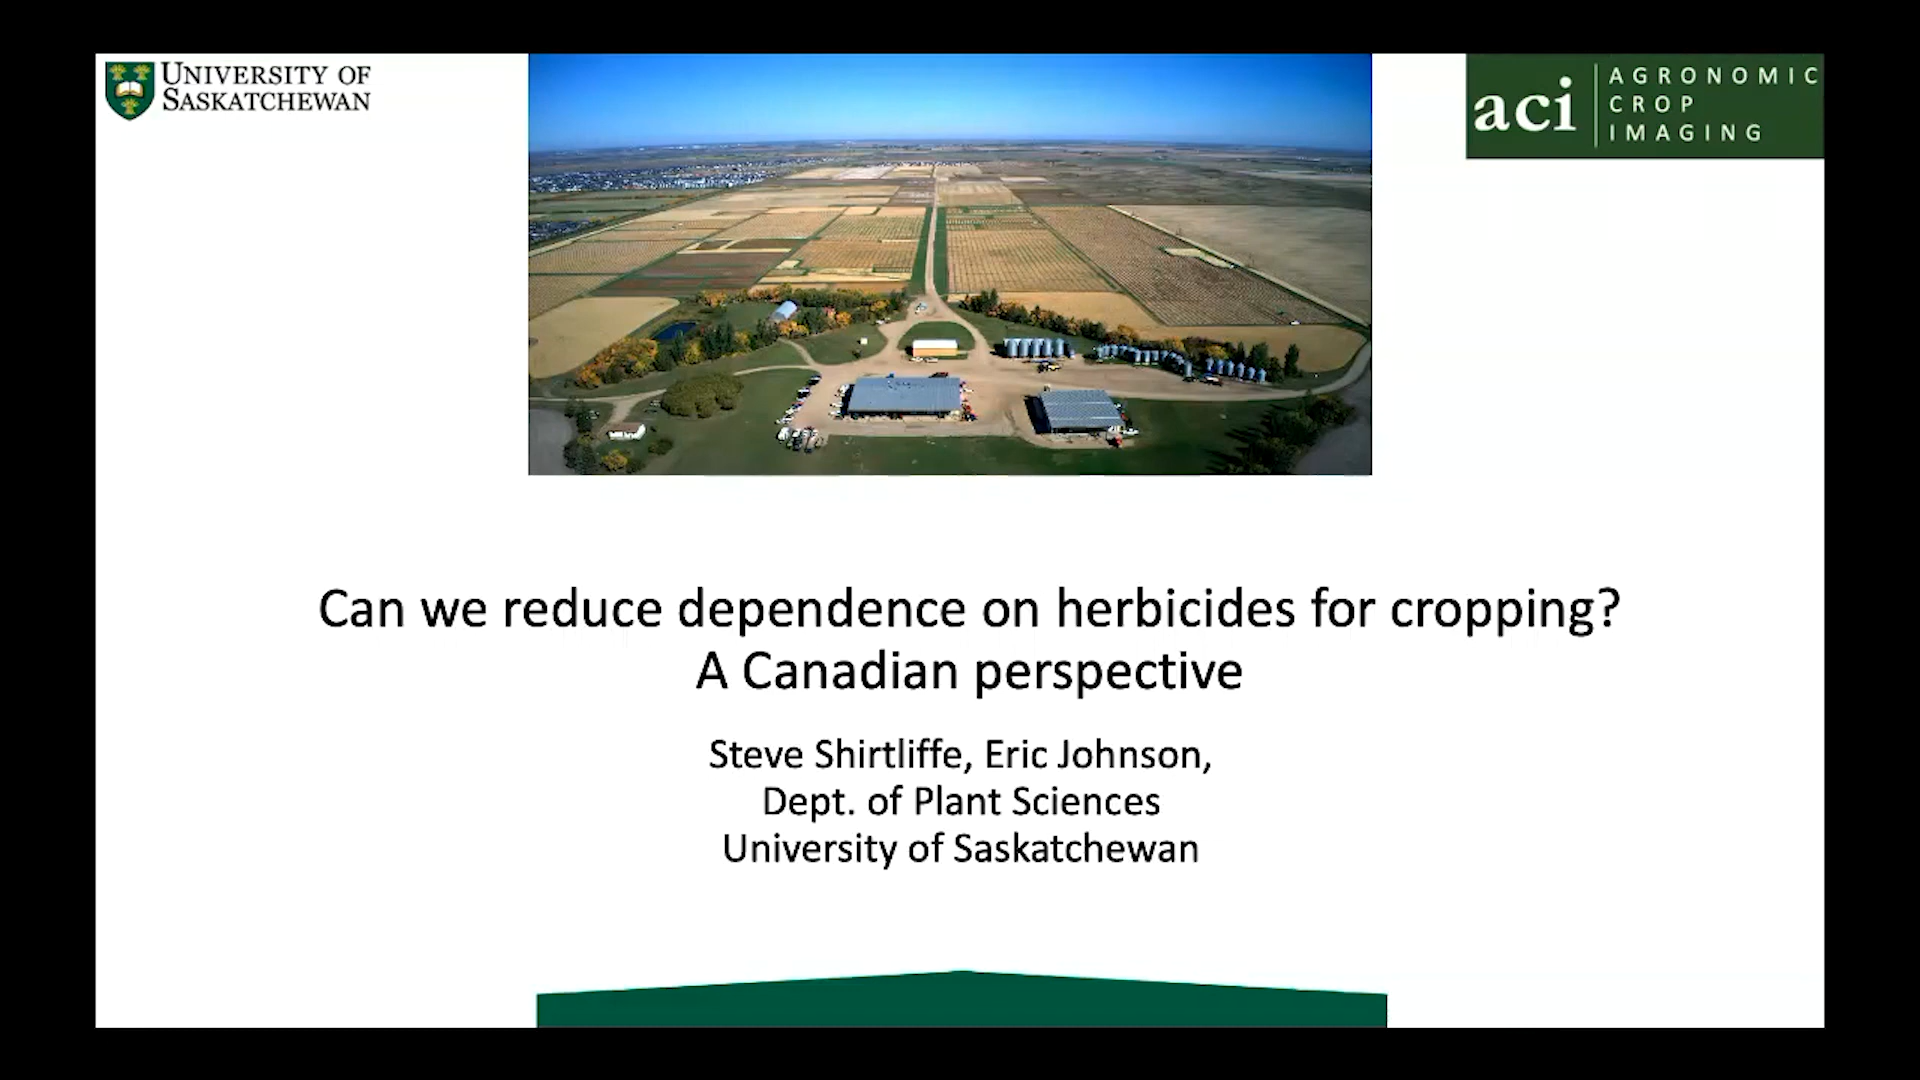 UNIVERSITY OF
SASKATCHEWAN
aci
AGRONOMIC
CROP
IMAGING
Can we reduce dependence on herbicides for cropping?
A Canadian perspective
Steve Shirtliffe, Eric Johnson,
Dept. of Plant Sciences
University of Saskatchewan